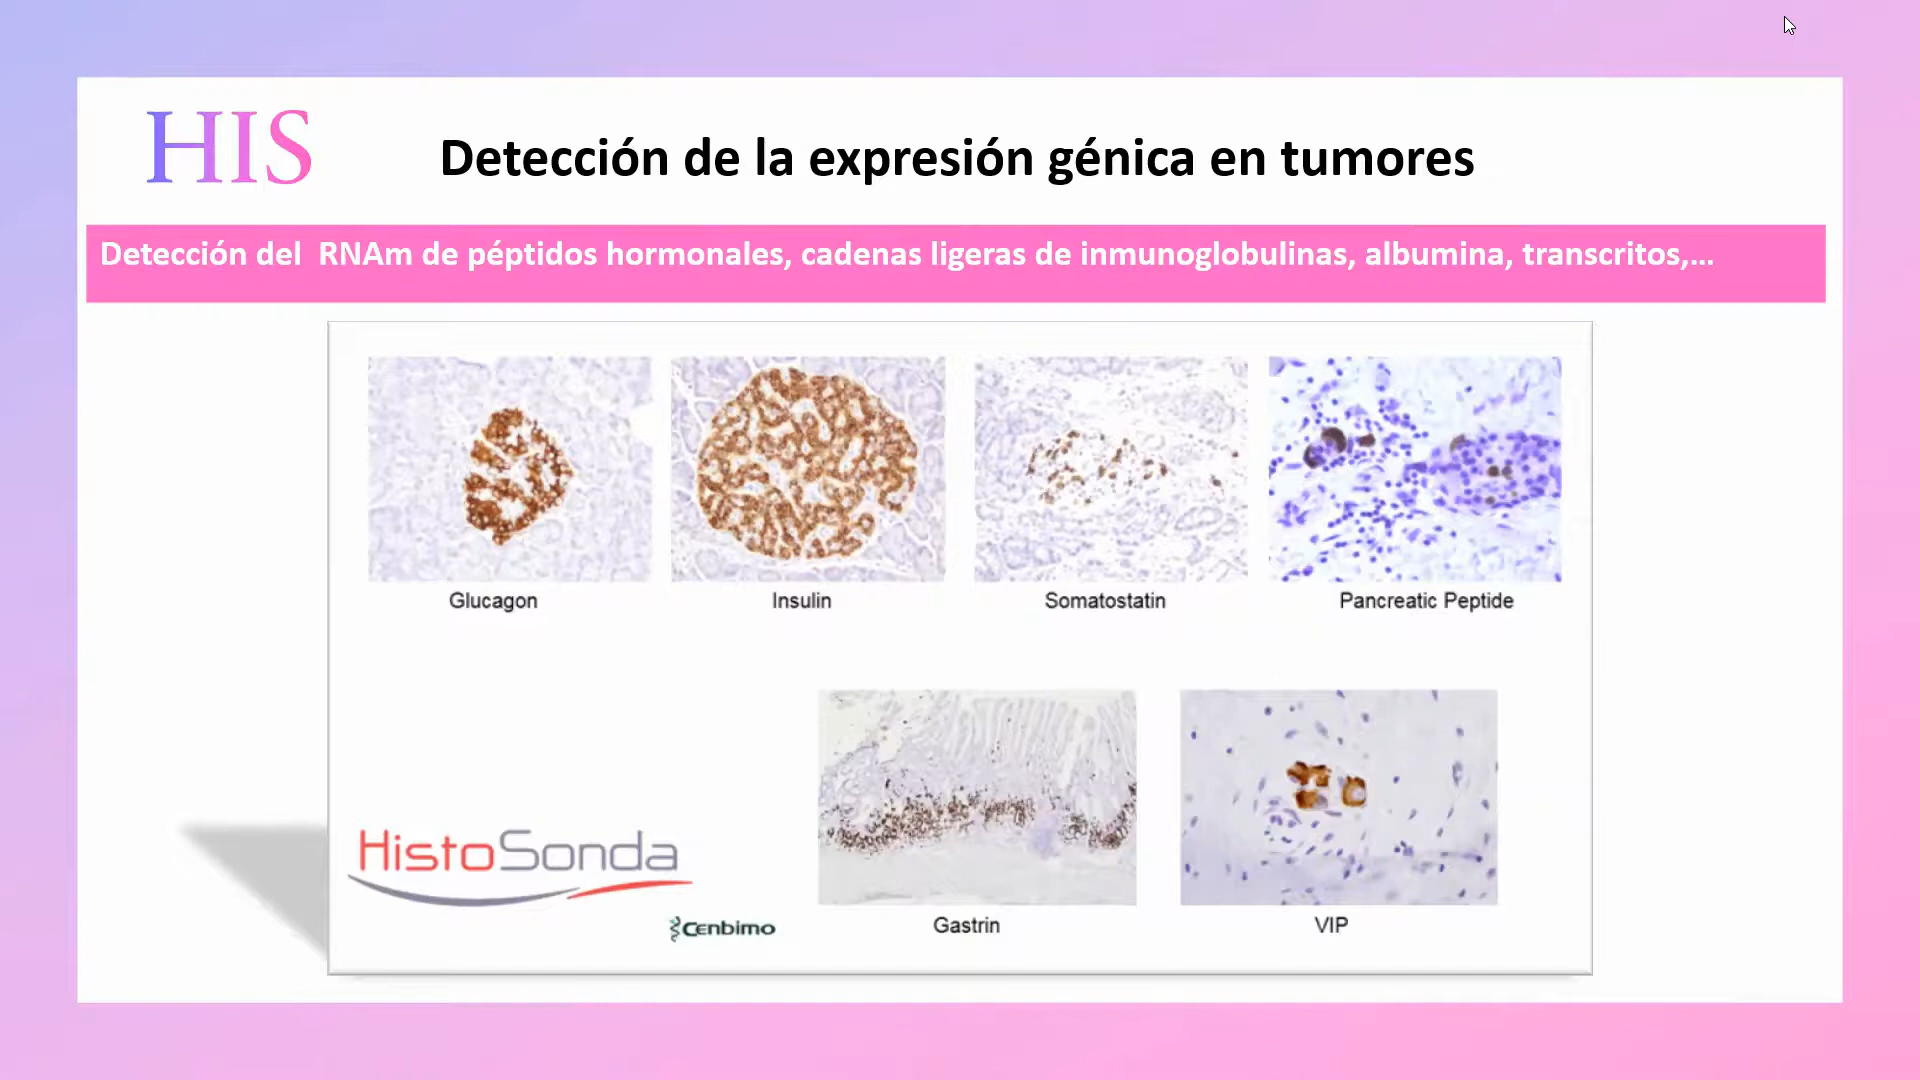 HIS
Detección de la expresión génica en tumores
Detección del  RNAm de péptidos hormonales, cadenas ligeras de inmunoglobulinas, albumina, transcritos,...
Glucagon
Insulin
Somatostatin
Pancreatic Peptide
HistoSonda
Cenbimo
Gastrin
VIP